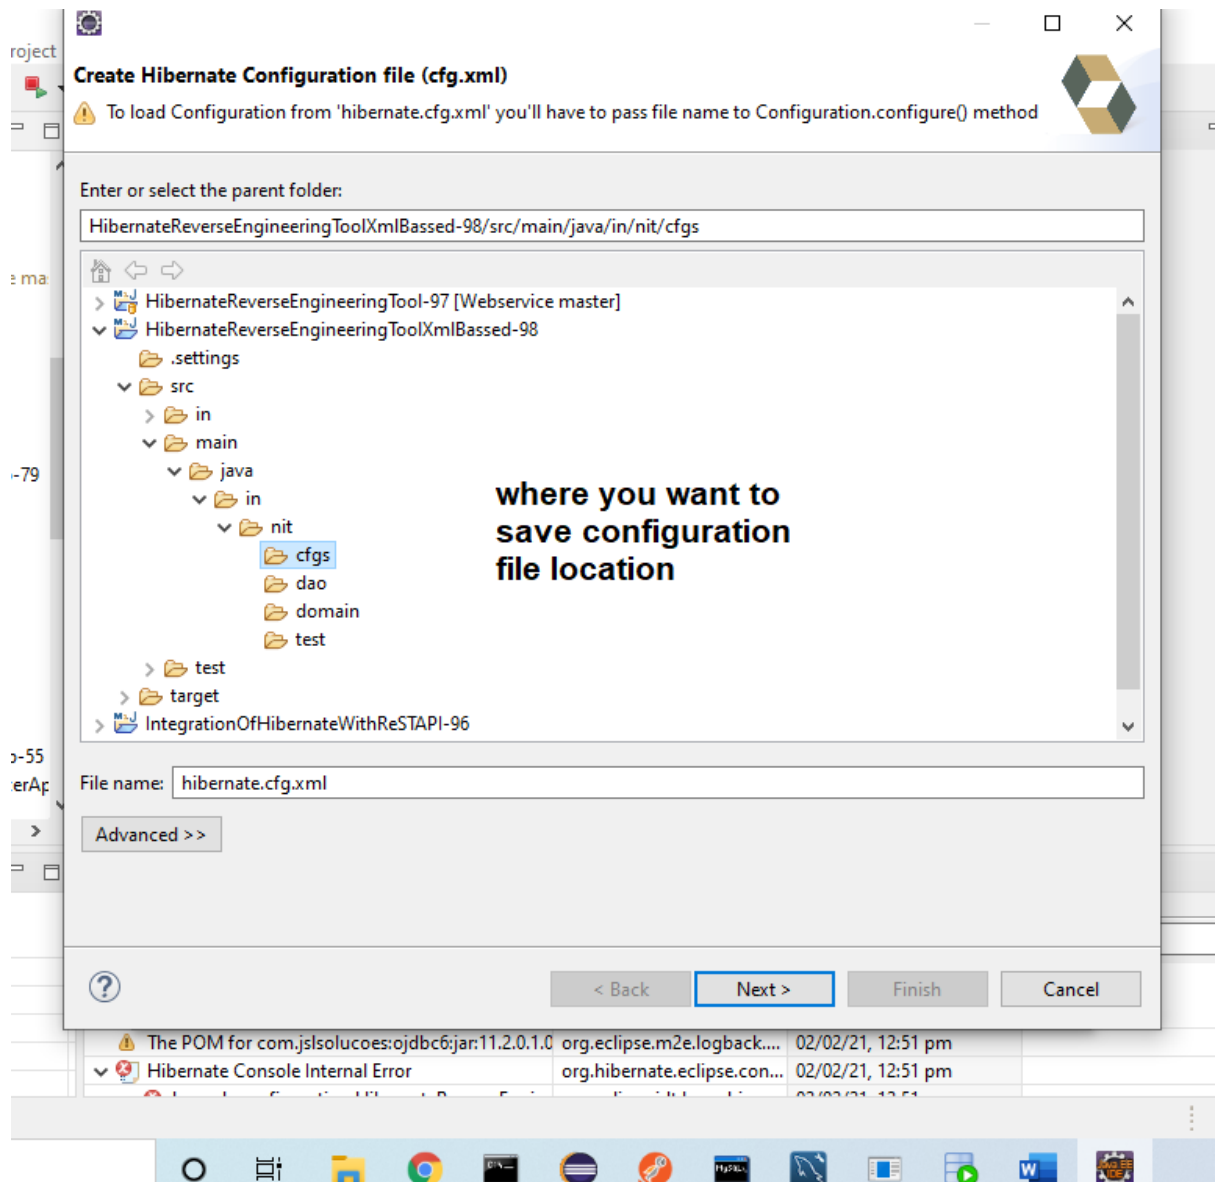 roject
Create Hibernate Configuration file (cfg.xml)
To load Configuration from 'hibernate.cfg.xml' you'll have to pass file name to Configuration.configure() method
Enter or select the parent folder:
HibernateReverseEngineeringToolXmlBassed-98/src/main/java/in/nit/cfgs
e ma
HibernateReverseEngineeringTool-97 [Webservice master]
HibernateReverseEngineeringToolXmlBassed-98
.settings
src
in
main
java
-79
in
nit
cfgs
dao
domain
test
where you want to
save configuration
file location
test
target
IntegrationOfHibernateWithReSTAPI-96
-55
erAp
File name: hibernate.cfg.xml
Advanced >>
< Back Next > Finish Cancel
The POM for com.jslsolucoes:ojdbc6:jar:11.2.0.1.0 org.eclipse.m2e.logback.... 02/02/21, 12:51 pm
Hibernate Console Internal Error org.hibernate.eclipse.con... 02/02/21, 12:51 pm